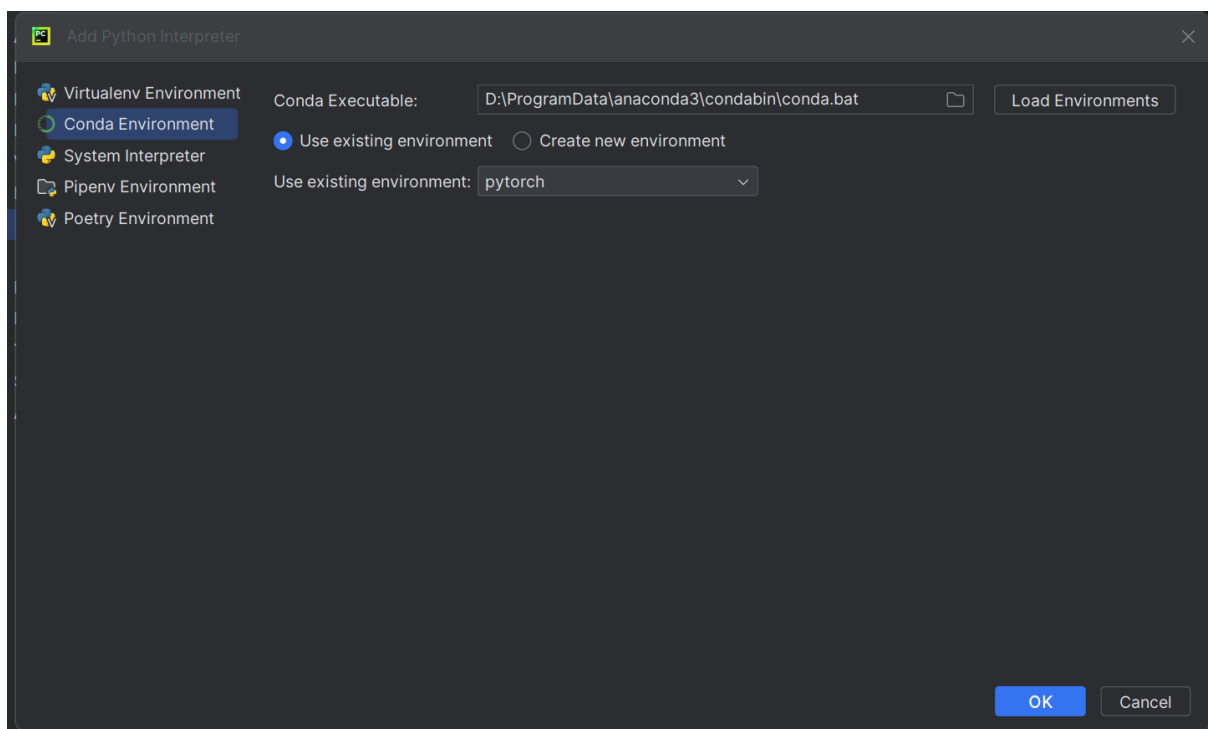 PC
Add Python Interpreter
Virtualenv Environment
Conda Environment
System Interpreter
Pipenv Environment
Poetry Environment
Conda Executable: D:\ProgramData\anaconda3\condabin\conda.bat Load Environments
Use existing environment Create new environment
Use existing environment: pytorch
OK Cancel